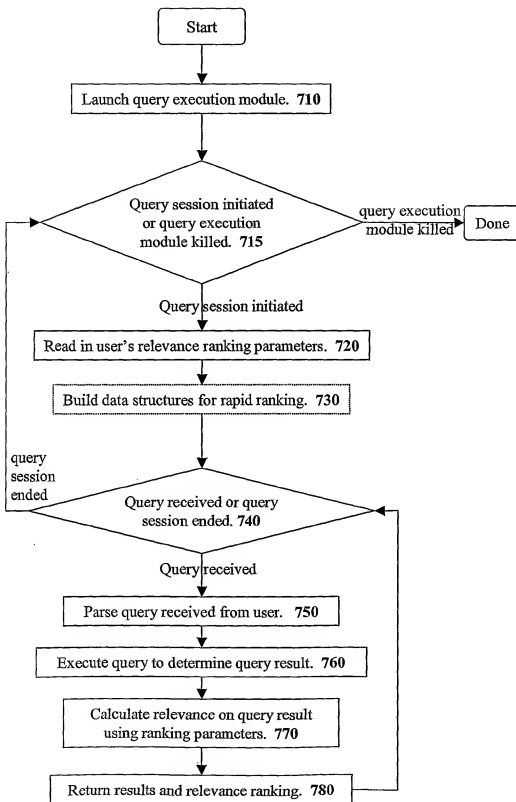 Start
Launch query execution module. 710
Query session initiated
or query execution
module killed. 715
query execution
module killed
Done
Query session initiated
Read in user's relevance ranking parameters. 720
Build data structures for rapid ranking. 730
query
session
ended
Query received or query
session ended. 740
Query received
Parse query received from user. 750
Execute query to determine query result. 760
Calculate relevance on query result
using ranking parameters. 770
Return results and relevance ranking. 780